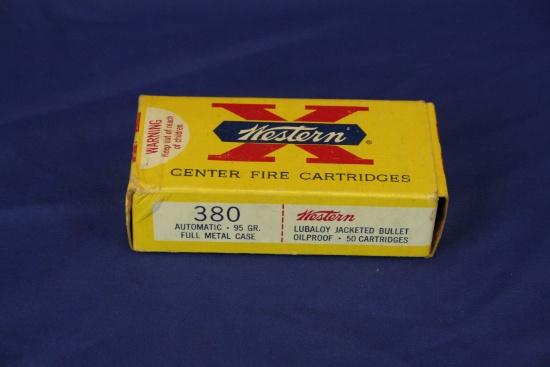 WARNING
Keep out of reach
of children.
X
Western
®
CENTER FIRE CARTRIDGES
380
AUTOMATIC • 95 GR.
FULL METAL CASE
Western
LUBALOY JACKETED BULLET
OILPROOF • 50 CARTRIDGES